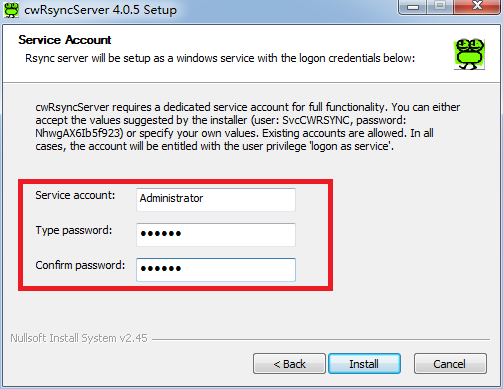 cwRsyncServer 4.0.5 Setup
Service Account
Rsync server will be setup as a windows service with the logon credentials below:
cwRsyncServer requires a dedicated service account for full functionality. You can either
accept the values suggested by the installer (user: SvcCWRSYNC, password:
NhwgAX6Ib5f923) or specify your own values. Existing accounts are allowed. In all
cases, the account will be entitled with the user privilege 'logon as service'.
Service account: Administrator
Type password: ●●●●●●
Confirm password: ●●●●●●
Nullsoft Install System v2.45
< Back Install Cancel